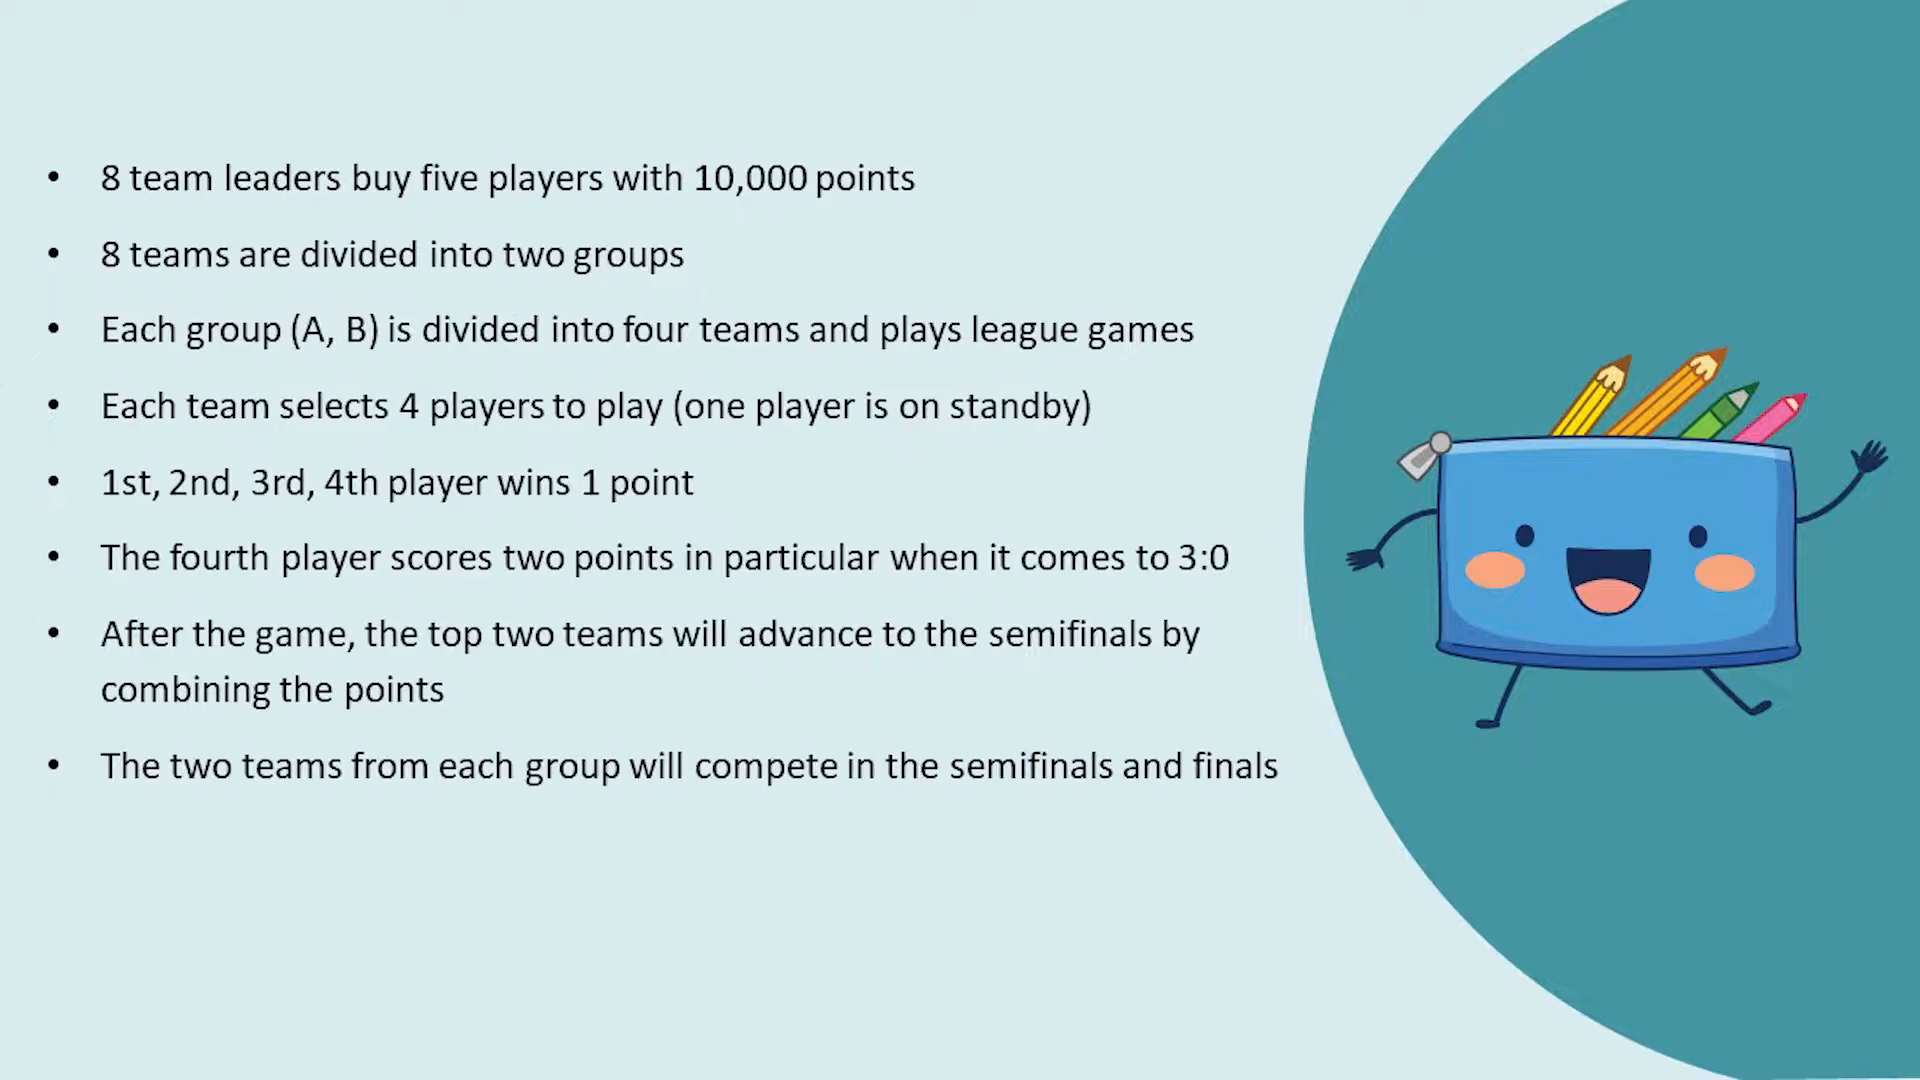 • 8 team leaders buy five players with 10,000 points
• 8 teams are divided into two groups
• Each group (A, B) is divided into four teams and plays league games
• Each team selects 4 players to play (one player is on standby)
• 1st, 2nd, 3rd, 4th player wins 1 point
• The fourth player scores two points in particular when it comes to 3:0
• After the game, the top two teams will advance to the semifinals by
combining the points
• The two teams from each group will compete in the semifinals and finals